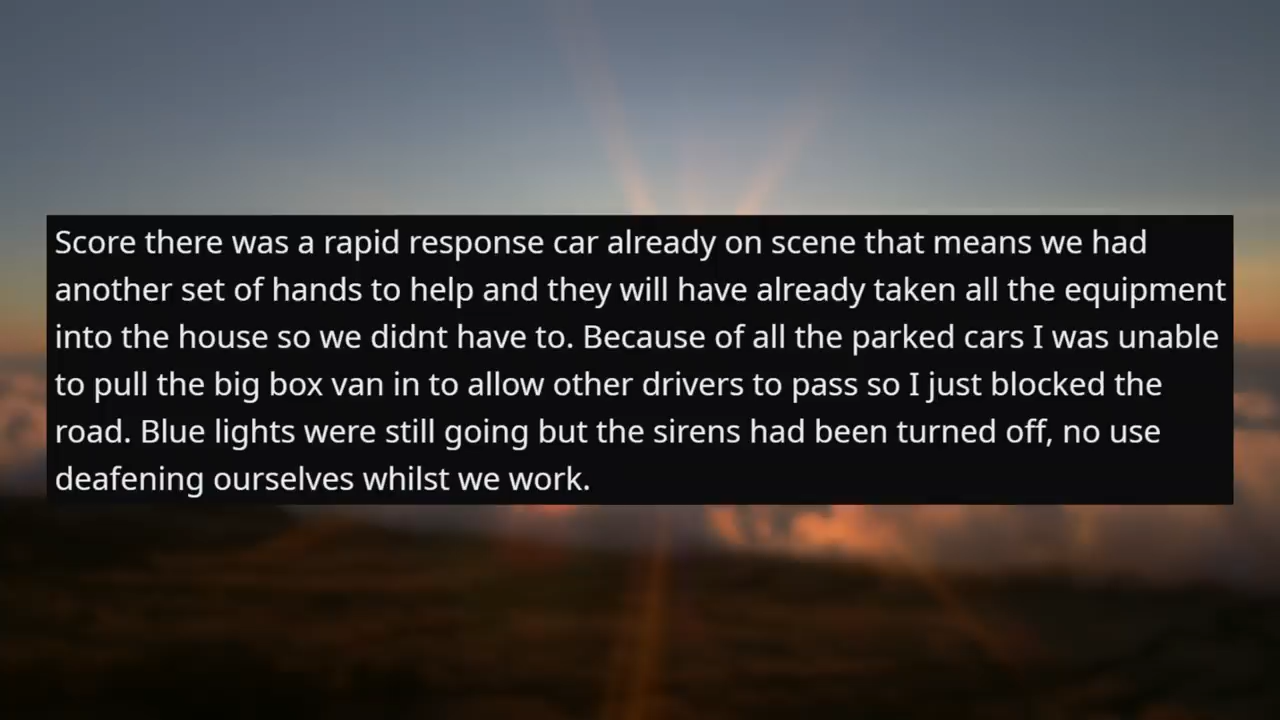 Score there was a rapid response car already on scene that means we had
another set of hands to help and they will have already taken all the equipment
into the house so we didnt have to. Because of all the parked cars I was unable
to pull the big box van in to allow other drivers to pass so I just blocked the
road. Blue lights were still going but the sirens had been turned off, no use
deafening ourselves whilst we work.